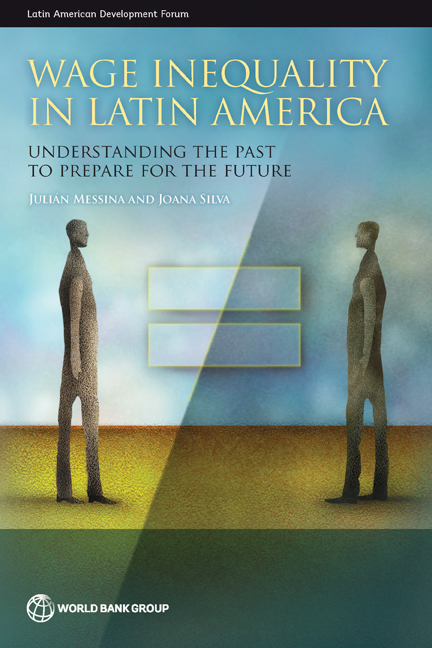 Latin American Development Forum
WAGE INEQUALITY
IN LATIN AMERICA
UNDERSTANDING THE PAST
TO PREPARE FOR THE FUTURE
JULIÁN MESSINA AND JOANA SILVA
WORLD BANK GROUP